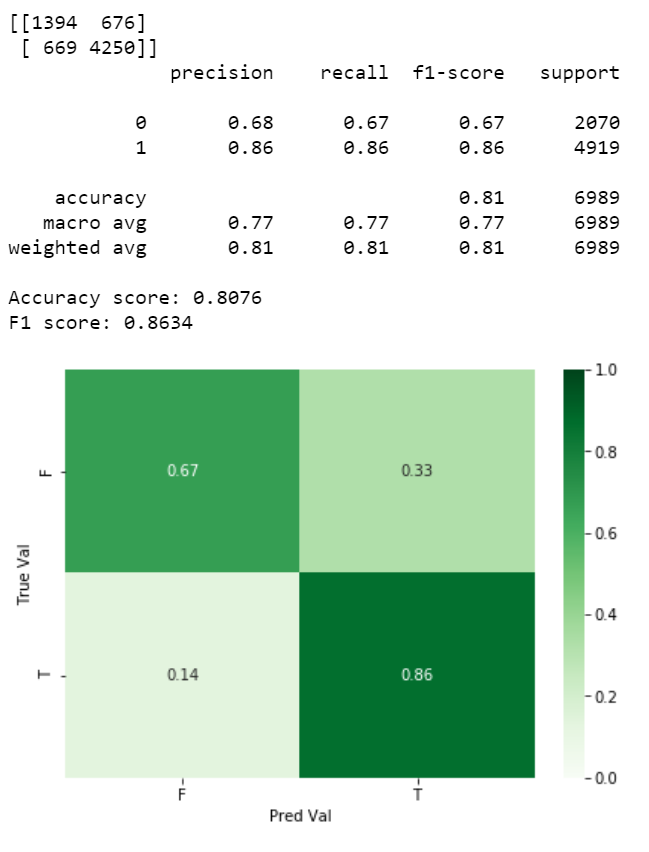 [[1394 676]
[ 669 4250]]
precision recall f1-score support
0 0.68 0.67 0.67 2070
1 0.86 0.86 0.86 4919
accuracy 0.81 6989
macro avg 0.77 0.77 0.77 6989
weighted avg 0.81 0.81 0.81 6989
Accuracy score: 0.8076
F1 score: 0.8634
1.0
0.8
0.6
0.4
0.2
0.0
True Val
F
T
0.67 0.33
0.14 0.86
F T
Pred Val